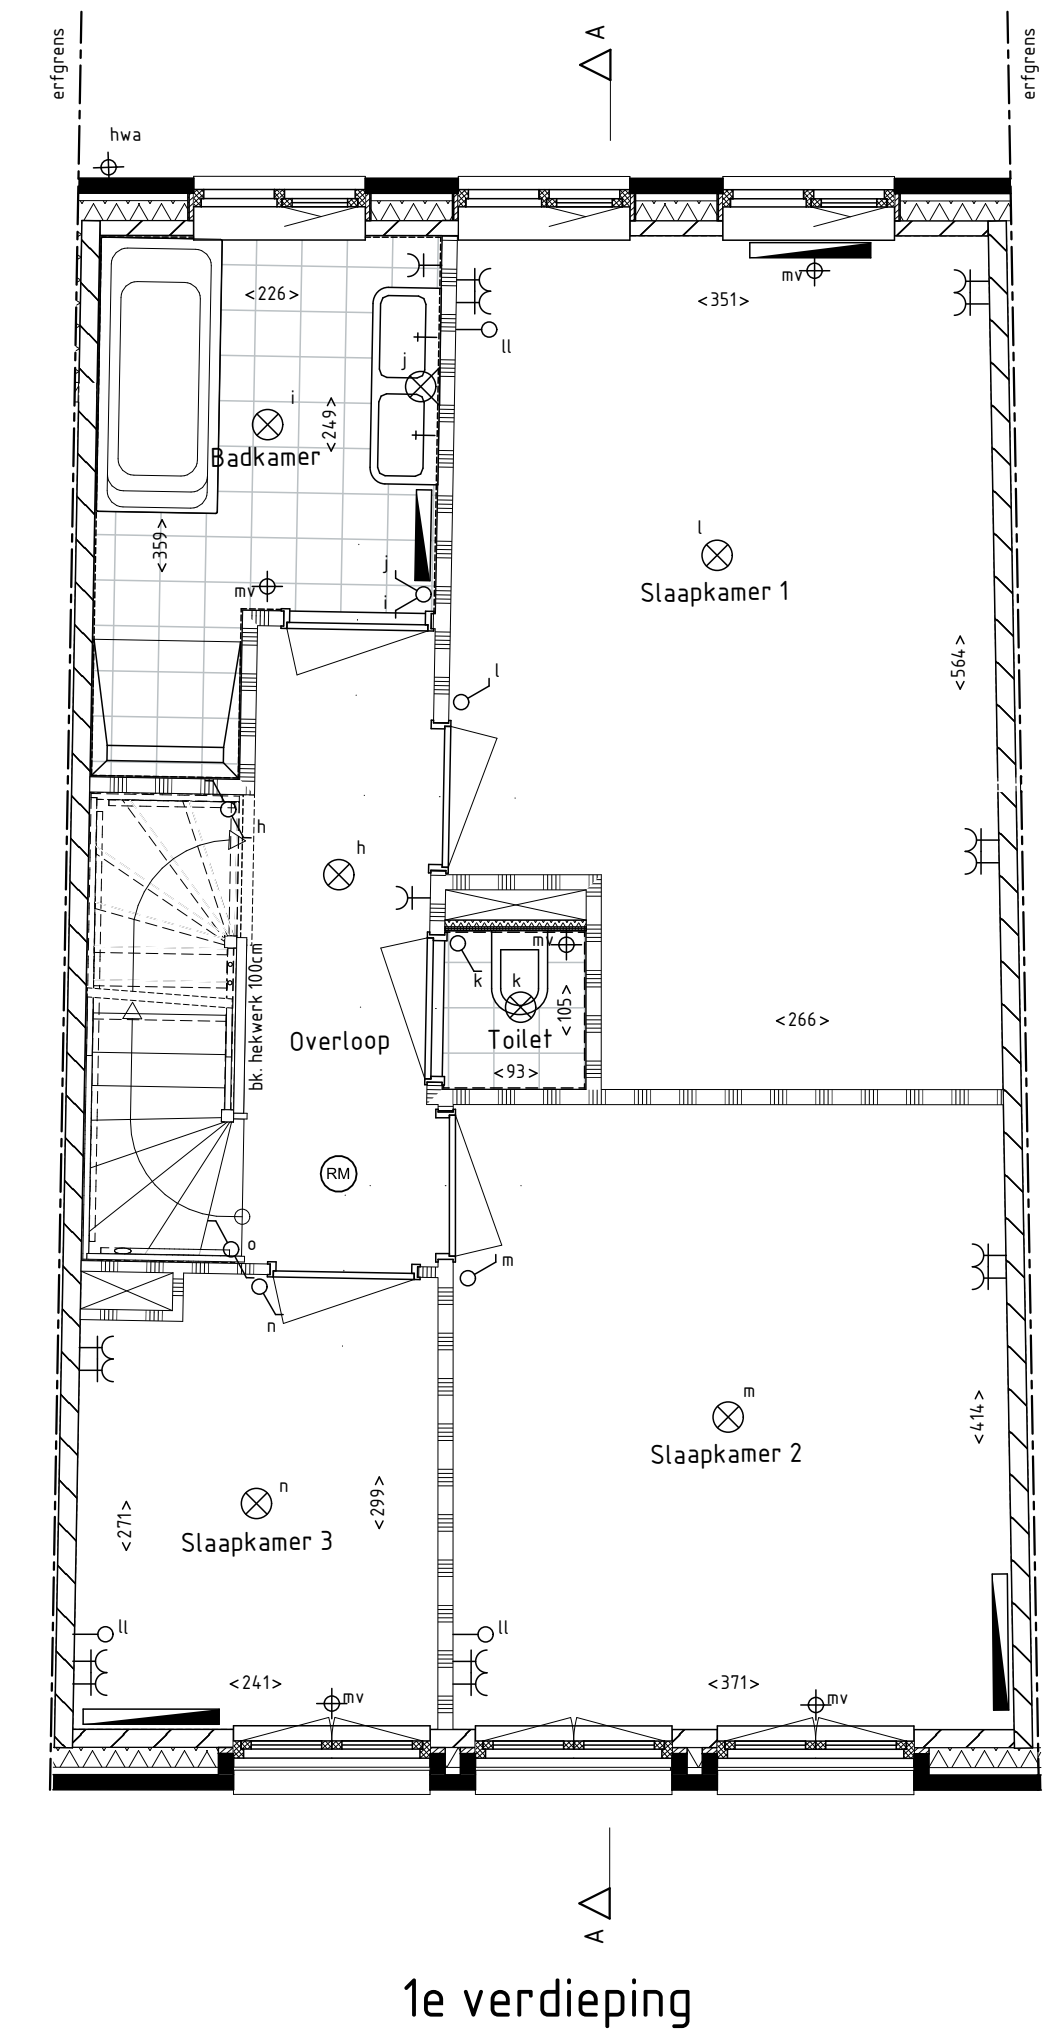 erfgrens
A
erfgrens
hwa
mv
<226>
<351>
ll
j
i
<249>
Badkamer
<359>
l
Slaapkamer 1
j
mv
i
<564>
l
h
h
mv
k
k
<105>
bk. hekwerk 100cm
Overloop
Toilet
<266>
<93>
RM
o
m
n
m
<414>
Slaapkamer 2
n
<299>
<271>
Slaapkamer 3
ll
ll
<241>
<371>
mv
mv
A
1e verdieping